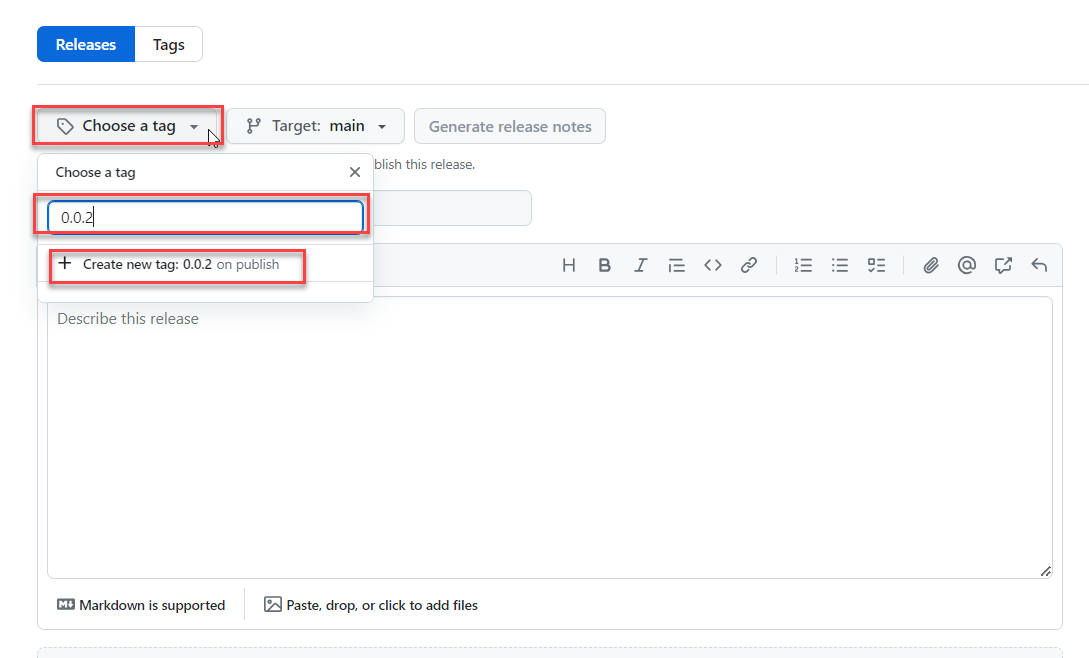 Releases Tags
Choose a tag Target: main Generate release notes
Choose a tag
blish this release.
0.0.2
Create new tag: 0.0.2 on publish
Describe this release
Markdown is supported Paste, drop, or click to add files